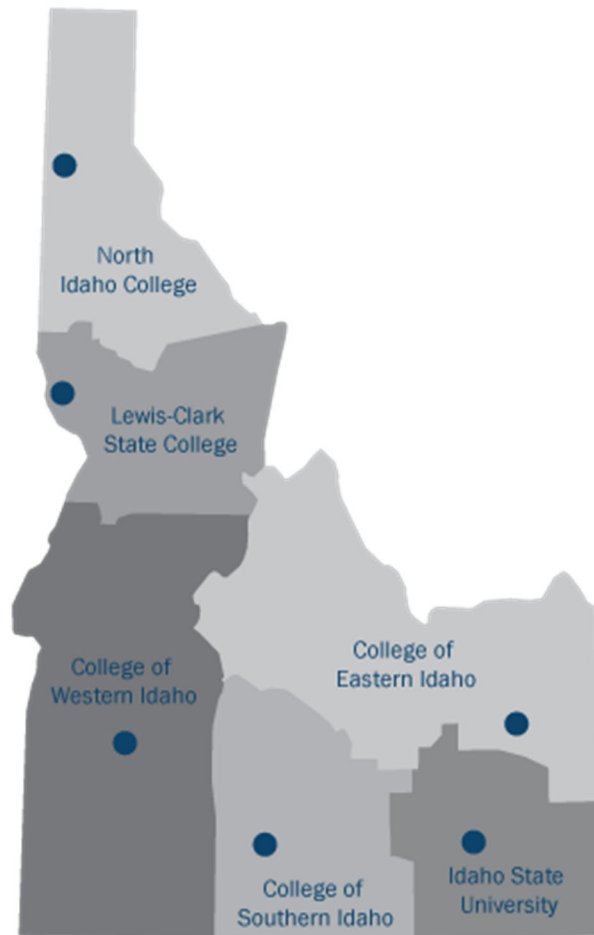 North
Idaho College
Lewis-Clark
State College
College of
Western Idaho
College of
Eastern Idaho
College of
Southern Idaho
Idaho State
University